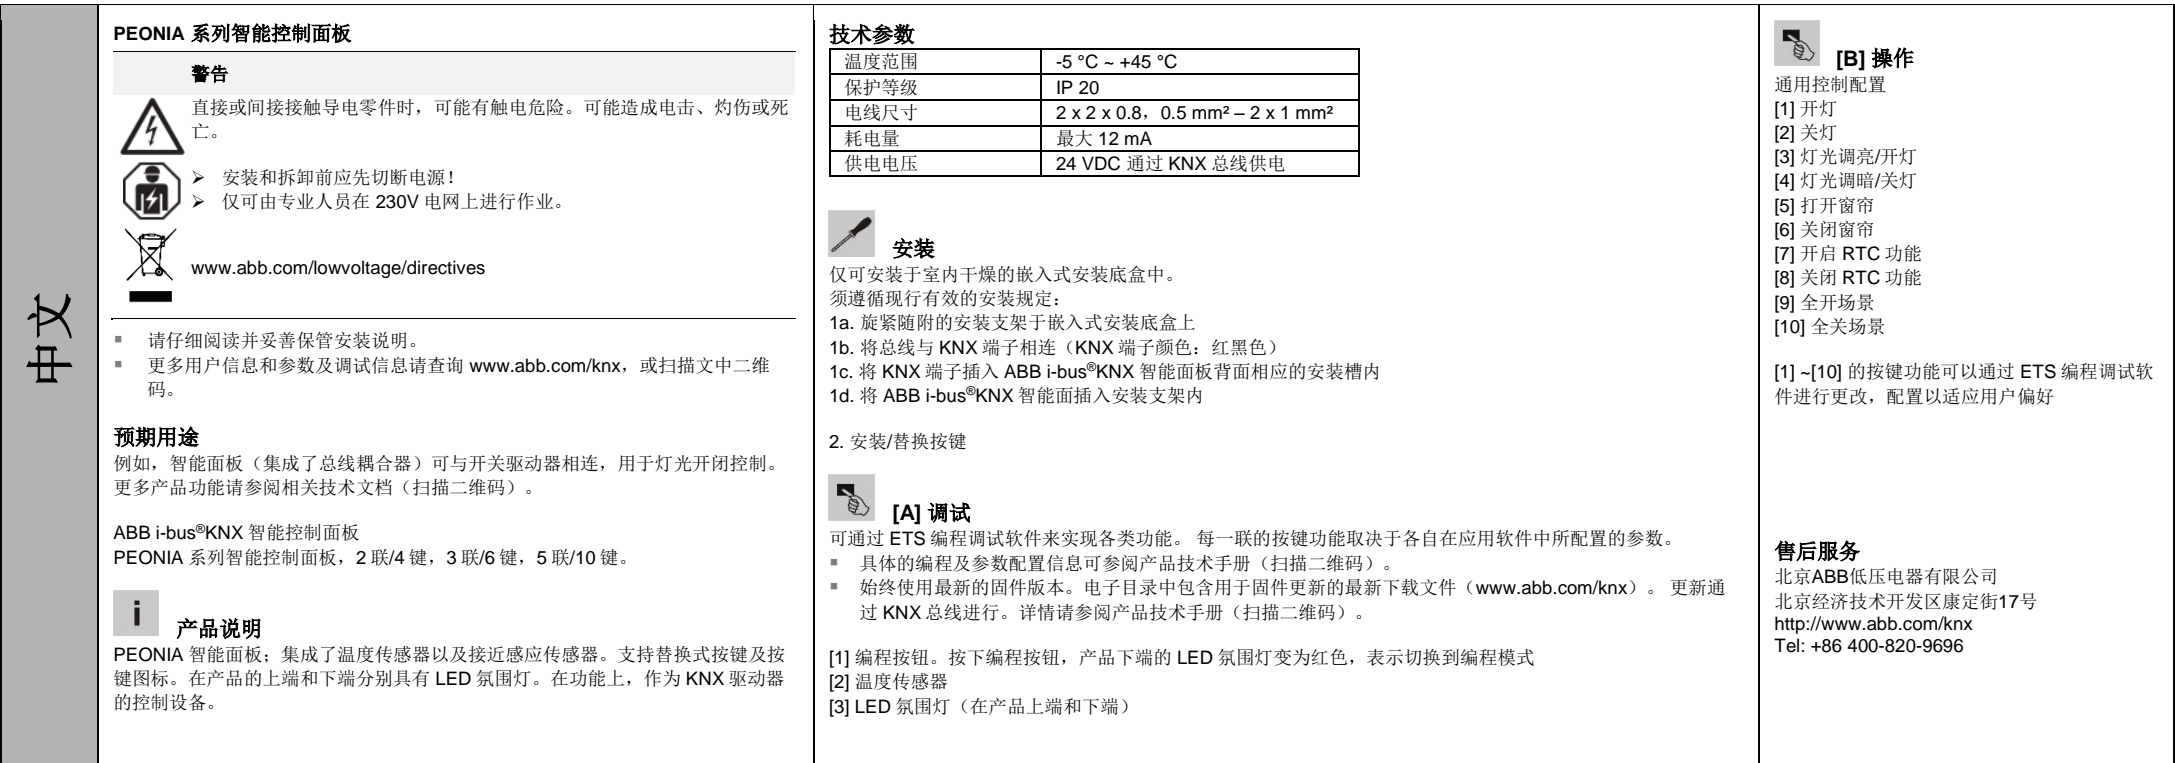 中文
PEONIA 系列智能控制面板
警告
直接或间接接触导电零件时，可能有触电危险。可能造成电击、灼伤或死
亡。
➢ 安装和拆卸前应先切断电源！
➢ 仅可由专业人员在 230V 电网上进行作业。
www.abb.com/lowvoltage/directives
▪ 请仔细阅读并妥善保管安装说明。
▪ 更多用户信息和参数及调试信息请查询 www.abb.com/knx，或扫描文中二维
码。
预期用途
例如，智能面板（集成了总线耦合器）可与开关驱动器相连，用于灯光开闭控制。
更多产品功能请参阅相关技术文档（扫描二维码）。
ABB i-bus®KNX 智能控制面板
PEONIA 系列智能控制面板，2 联/4 键，3 联/6 键，5 联/10 键。
i 产品说明
PEONIA 智能面板；集成了温度传感器以及接近感应传感器。支持替换式按键及按
键图标。在产品的上端和下端分别具有 LED 氛围灯。在功能上，作为 KNX 驱动器
的控制设备。
技术参数
温度范围 -5 °C ~ +45 °C
保护等级 IP 20
电线尺寸 2 x 2 x 0.8，0.5 mm² – 2 x 1 mm²
耗电量 最大 12 mA
供电电压 24 VDC 通过 KNX 总线供电
安装
仅可安装于室内干燥的嵌入式安装底盒中。
须遵循现行有效的安装规定：
1a. 旋紧随附的安装支架于嵌入式安装底盒上
1b. 将总线与 KNX 端子相连（KNX 端子颜色：红黑色）
1c. 将 KNX 端子插入 ABB i-bus®KNX 智能面板背面相应的安装槽内
1d. 将 ABB i-bus®KNX 智能面插入安装支架内
2. 安装/替换按键
[A] 调试
可通过 ETS 编程调试软件来实现各类功能。 每一联的按键功能取决于各自在应用软件中所配置的参数。
▪ 具体的编程及参数配置信息可参阅产品技术手册（扫描二维码）。
▪ 始终使用最新的固件版本。电子目录中包含用于固件更新的最新下载文件（www.abb.com/knx）。 更新通
过 KNX 总线进行。详情请参阅产品技术手册（扫描二维码）。
[1] 编程按钮。按下编程按钮，产品下端的 LED 氛围灯变为红色，表示切换到编程模式
[2] 温度传感器
[3] LED 氛围灯（在产品上端和下端）
[B] 操作
通用控制配置
[1] 开灯
[2] 关灯
[3] 灯光调亮/开灯
[4] 灯光调暗/关灯
[5] 打开窗帘
[6] 关闭窗帘
[7] 开启 RTC 功能
[8] 关闭 RTC 功能
[9] 全开场景
[10] 全关场景
[1] ~[10] 的按键功能可以通过 ETS 编程调试软
件进行更改，配置以适应用户偏好
售后服务
北京ABB低压电器有限公司
北京经济技术开发区康定街17号
http://www.abb.com/knx
Tel: +86 400-820-9696